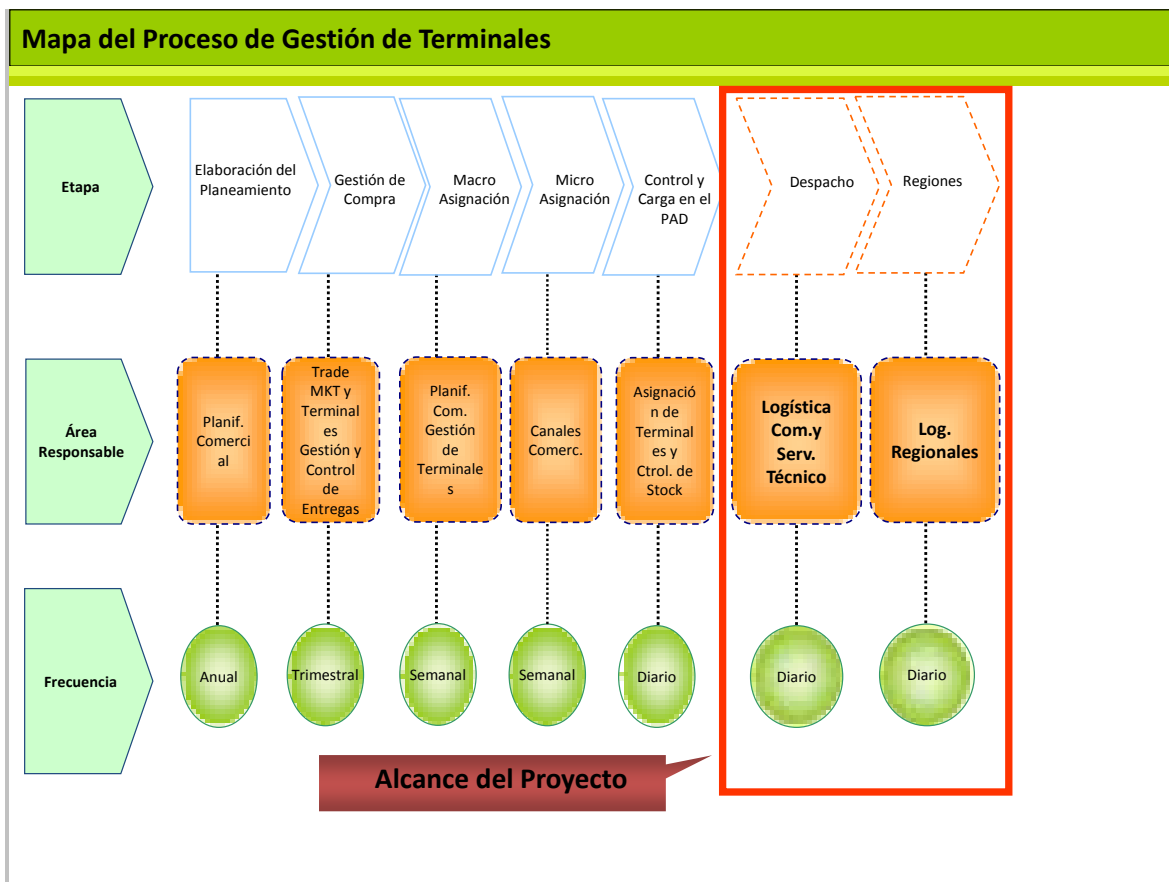 Mapa del Proceso de Gestión de Terminales
Etapa
Elaboración del
Planeamiento
Gestión de
Compra
Macro
Asignación
Micro
Asignación
Control y
Carga en el
PAD
Despacho
Regiones
Área
Responsable
Planif.
Comerci
al
Trade
MKT y
Terminal
es
Gestión y
Control
de
Entregas
Planif.
Com.
Gestión
de
Terminale
s
Canales
Comerc.
Asignació
n de
Terminal
es y
Ctrol. de
Stock
Logística
Com.y
Serv.
Técnico
Log.
Regionales
Frecuencia
Anual
Trimestral
Semanal
Semanal
Diario
Diario
Diario
Alcance del Proyecto